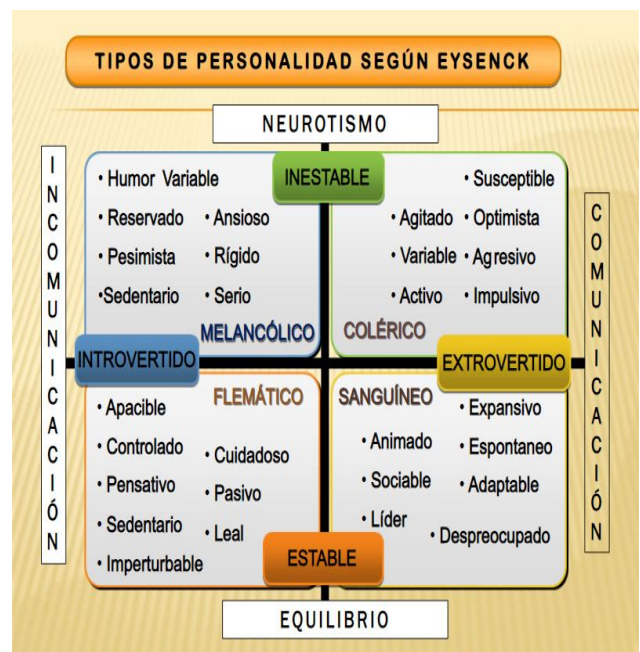 TIPOS DE PERSONALIDAD SEGÚN EYSENCK
NEUROTISMO
INCOMUNICACIÓN
COMUNICACIÓN
INESTABLE
• Humor Variable
• Reservado
• Ansioso
• Pesimista
• Rígido
•Sedentario
• Serio
MELANCÓLICO
• Susceptible
• Agitado
• Optimista
• Variable
• Agresivo
• Activo
• Impulsivo
COLÉRICO
INTROVERTIDO
EXTROVERTIDO
FLEMÁTICO
• Apacible
• Controlado
• Cuidadoso
• Pensativo
• Pasivo
• Sedentario
• Leal
• Imperturbable
SANGUÍNEO
• Expansivo
• Animado
• Espontaneo
• Sociable
• Adaptable
• Líder
• Despreocupado
ESTABLE
EQUILIBRIO